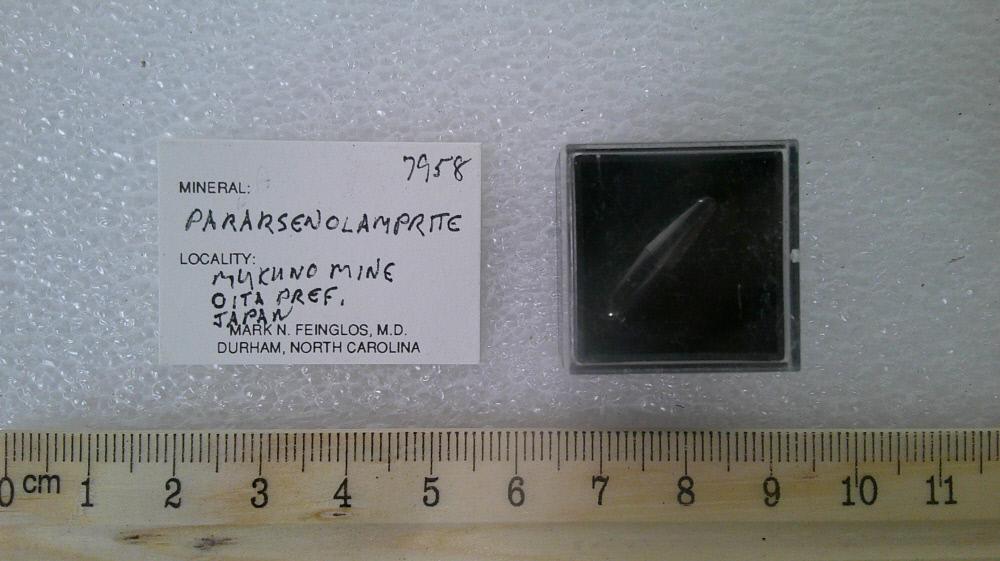 7958
MINERAL:
PARARSENOLAMPRITE
LOCALITY:
MUKUNO MINE
OITA PREF.
JAPAN
MARK N. FEINGLOS, M.D.
DURHAM, NORTH CAROLINA
0 cm 1 2 3 4 5 6 7 8 9 10 11